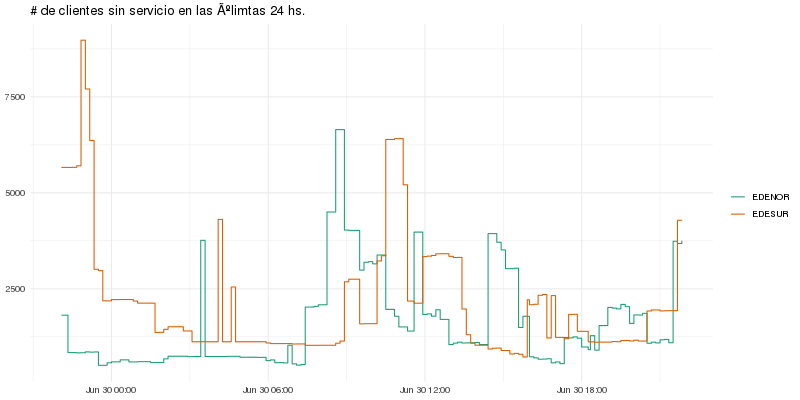 # de clientes sin servicio en las Ãºlimtas 24 hs.
7500
5000
2500
Jun 30 00:00
Jun 30 06:00
Jun 30 12:00
Jun 30 18:00
EDENOR
EDESUR